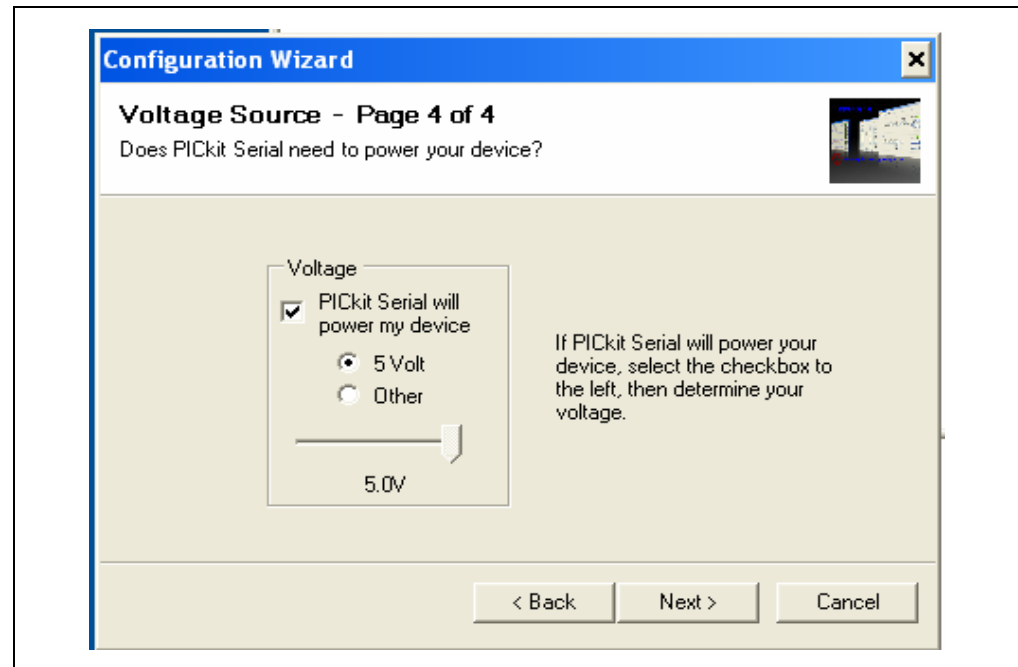 Configuration Wizard
Voltage Source - Page 4 of 4
Does PICkit Serial need to power your device?
Voltage
PICkit Serial will
power my device
5 Volt
Other
5.0V
If PICkit Serial will power your
device, select the checkbox to
the left, then determine your
voltage.
< Back
Next >
Cancel